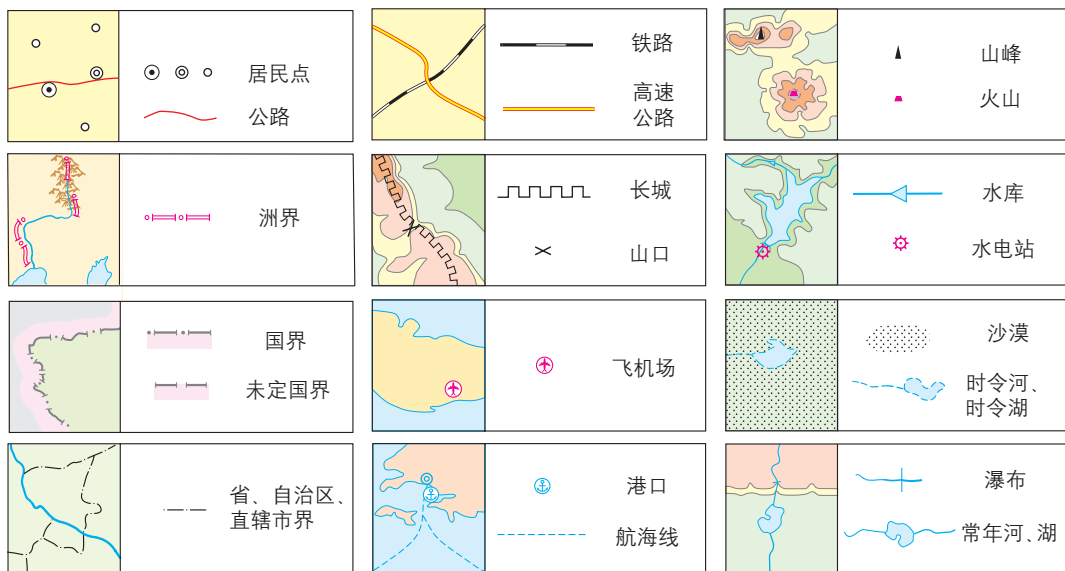 居民点
公路
铁路
高速
公路
山峰
火山
洲界
长城
山口
水库
水电站
国界
未定国界
飞机场
沙漠
时令河、
时令湖
省、自治区、
直辖市界
港口
航海线
瀑布
常年河、湖